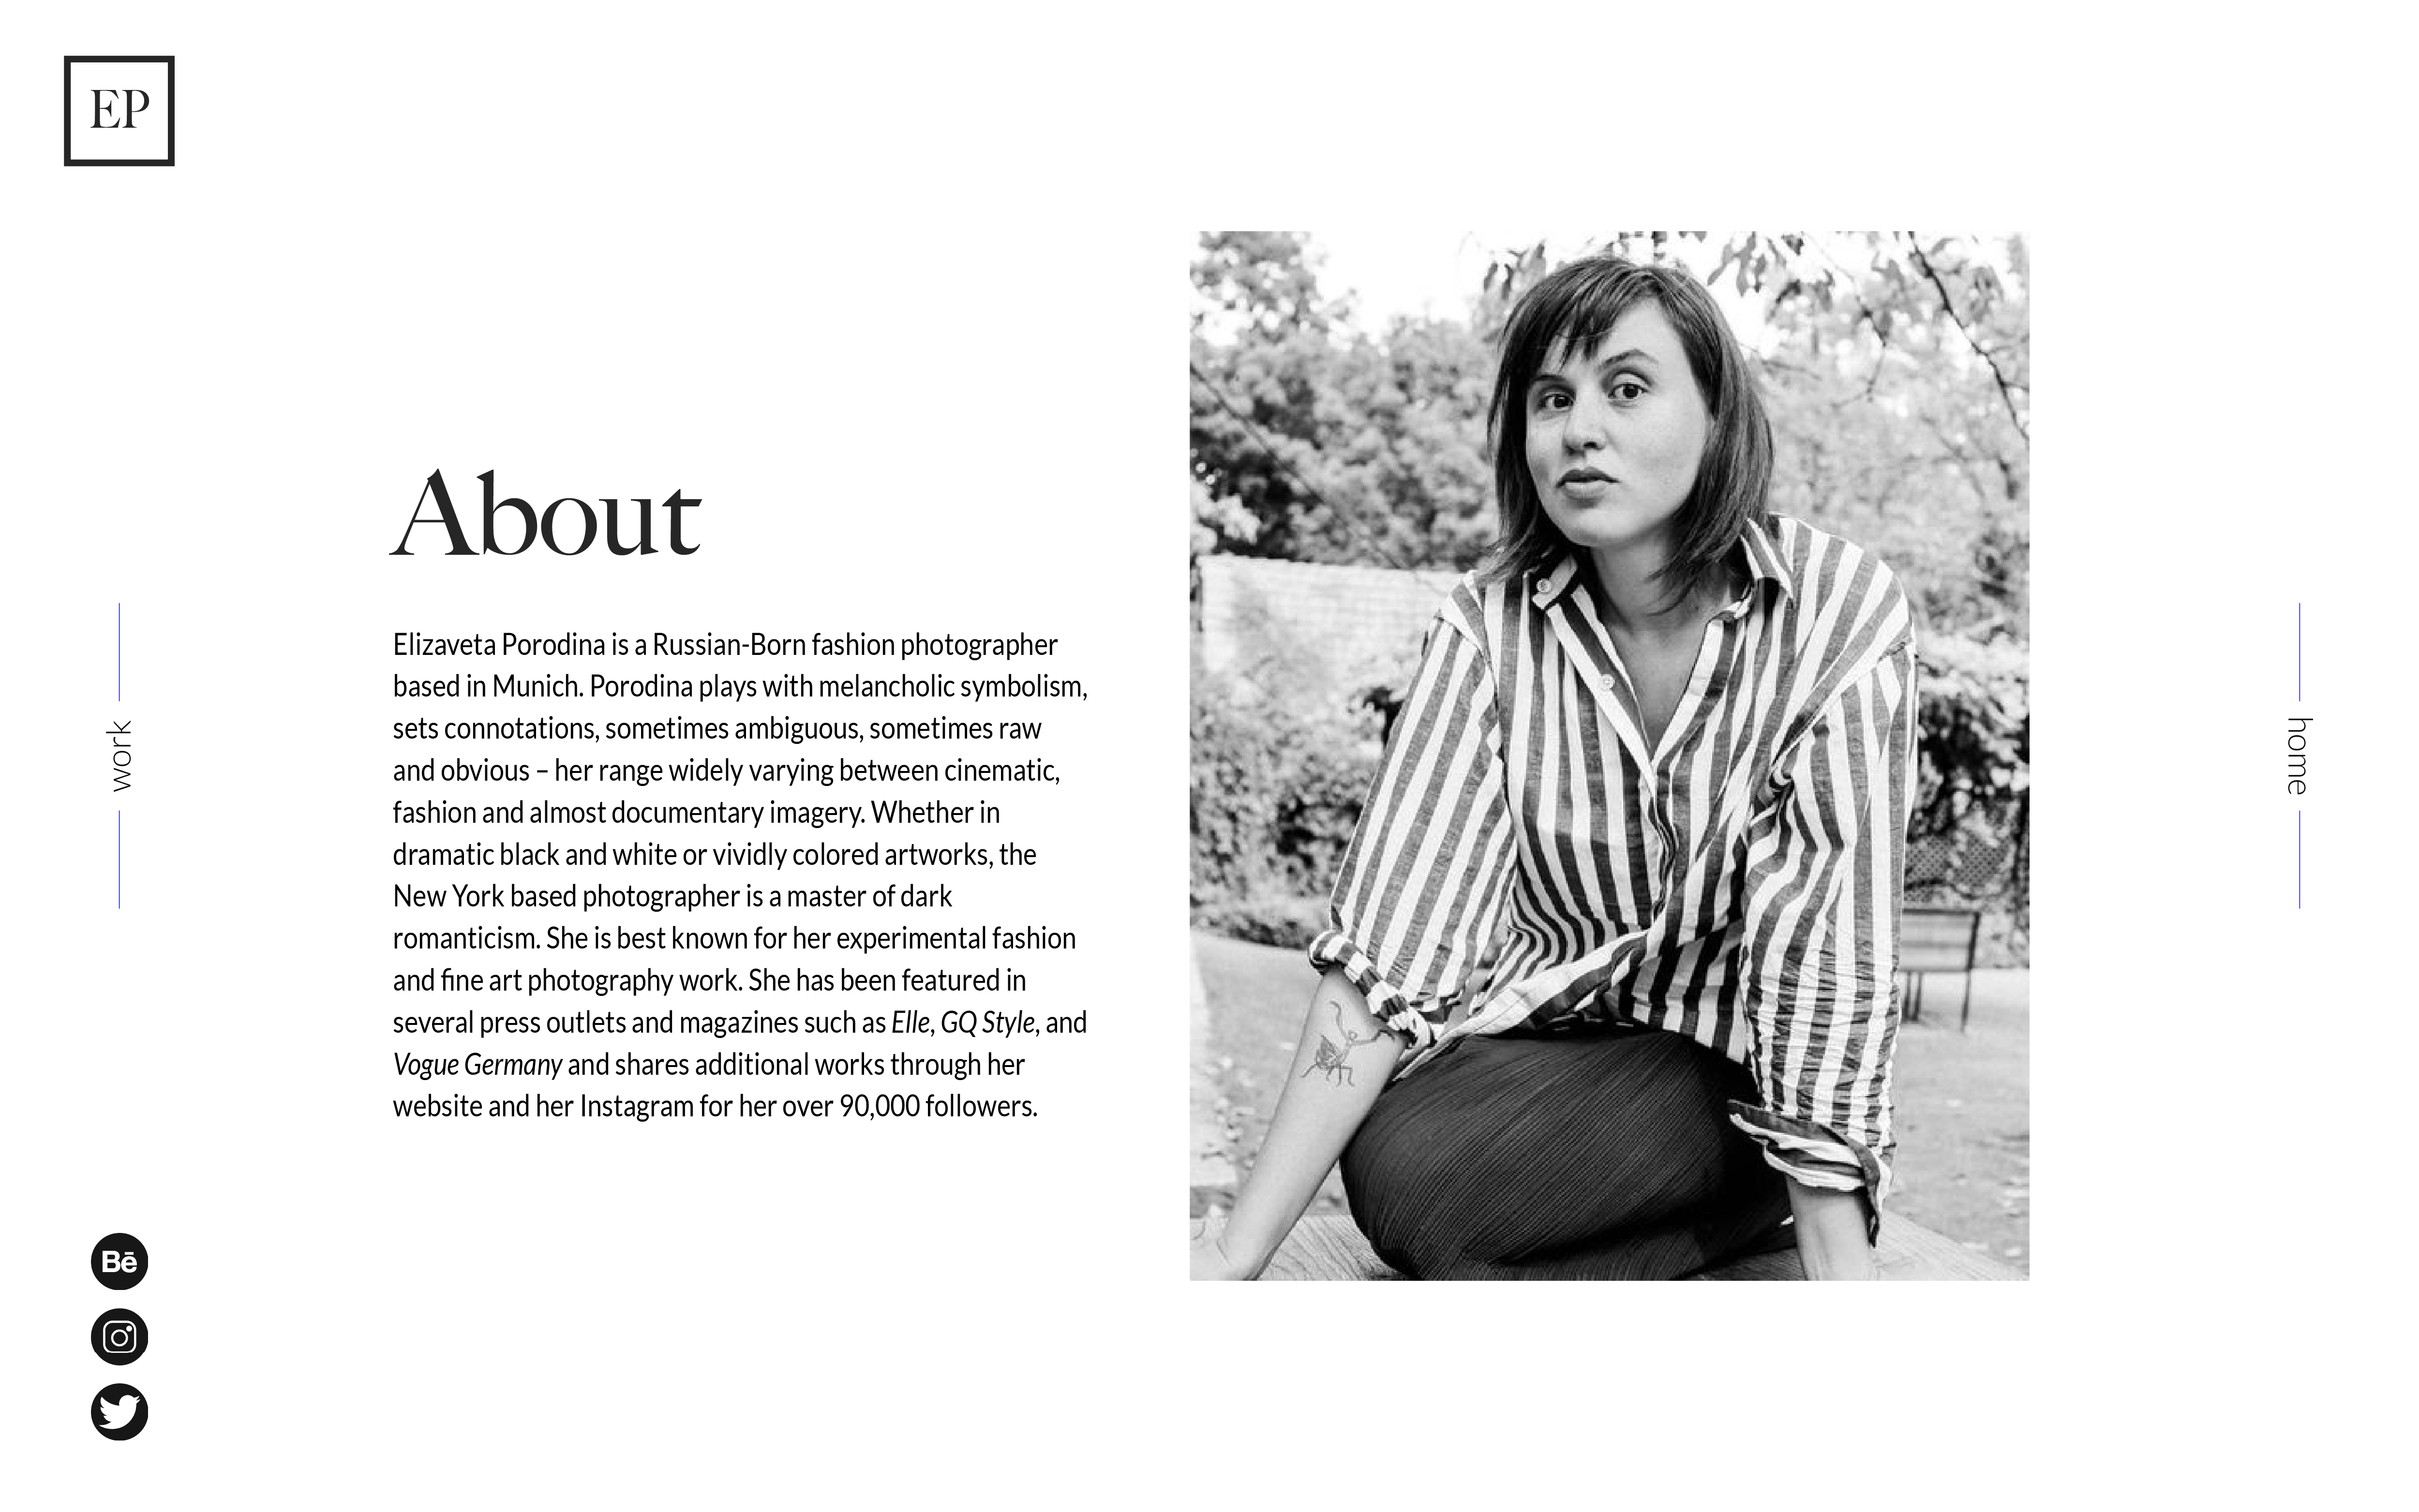 EP
About
Elizaveta Porodina is a Russian-Born fashion photographer
based in Munich. Porodina plays with melancholic symbolism,
sets connotations, sometimes ambiguous, sometimes raw
and obvious – her range widely varying between cinematic,
fashion and almost documentary imagery. Whether in
dramatic black and white or vividly colored artworks, the
New York based photographer is a master of dark
romanticism. She is best known for her experimental fashion
and fine art photography work. She has been featured in
several press outlets and magazines such as Elle, GQ Style, and
Vogue Germany and shares additional works through her
website and her Instagram for her over 90,000 followers.
work
home
Bē